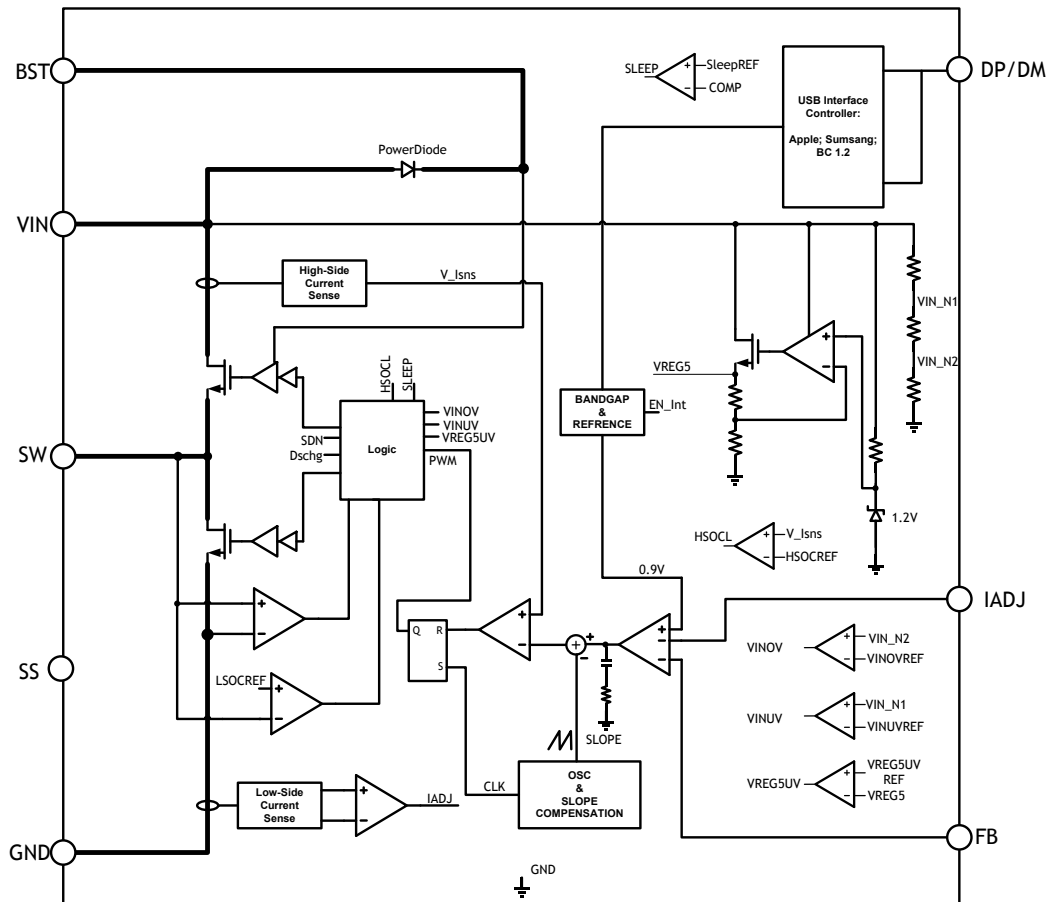 BST
SLEEP
SleepREF
COMP
USB Interface
Controller:
Apple; Sumsang;
BC 1.2
DP/DM
PowerDiode
VIN
High-Side
Current
Sense
V_Isns
VIN_N1
VIN_N2
VREG5
HSOCL
SLEEP
BANDGAP
&
REFRENCE
EN_Int
VINOV
VINUV
VREG5UV
PWM
SDN
Dschg
Logic
SW
1.2V
HSOCL
V_Isns
HSOCREF
0.9V
IADJ
Q
R
S
VINOV
VIN_N2
VINOVREF
SS
LSOCREF
VINUV
VIN_N1
VINUVREF
SLOPE
OSC
&
SLOPE
COMPENSATION
CLK
VREG5UV
VREG5UV
REF
VREG5
Low-Side
Current
Sense
IADJ
FB
GND
GND